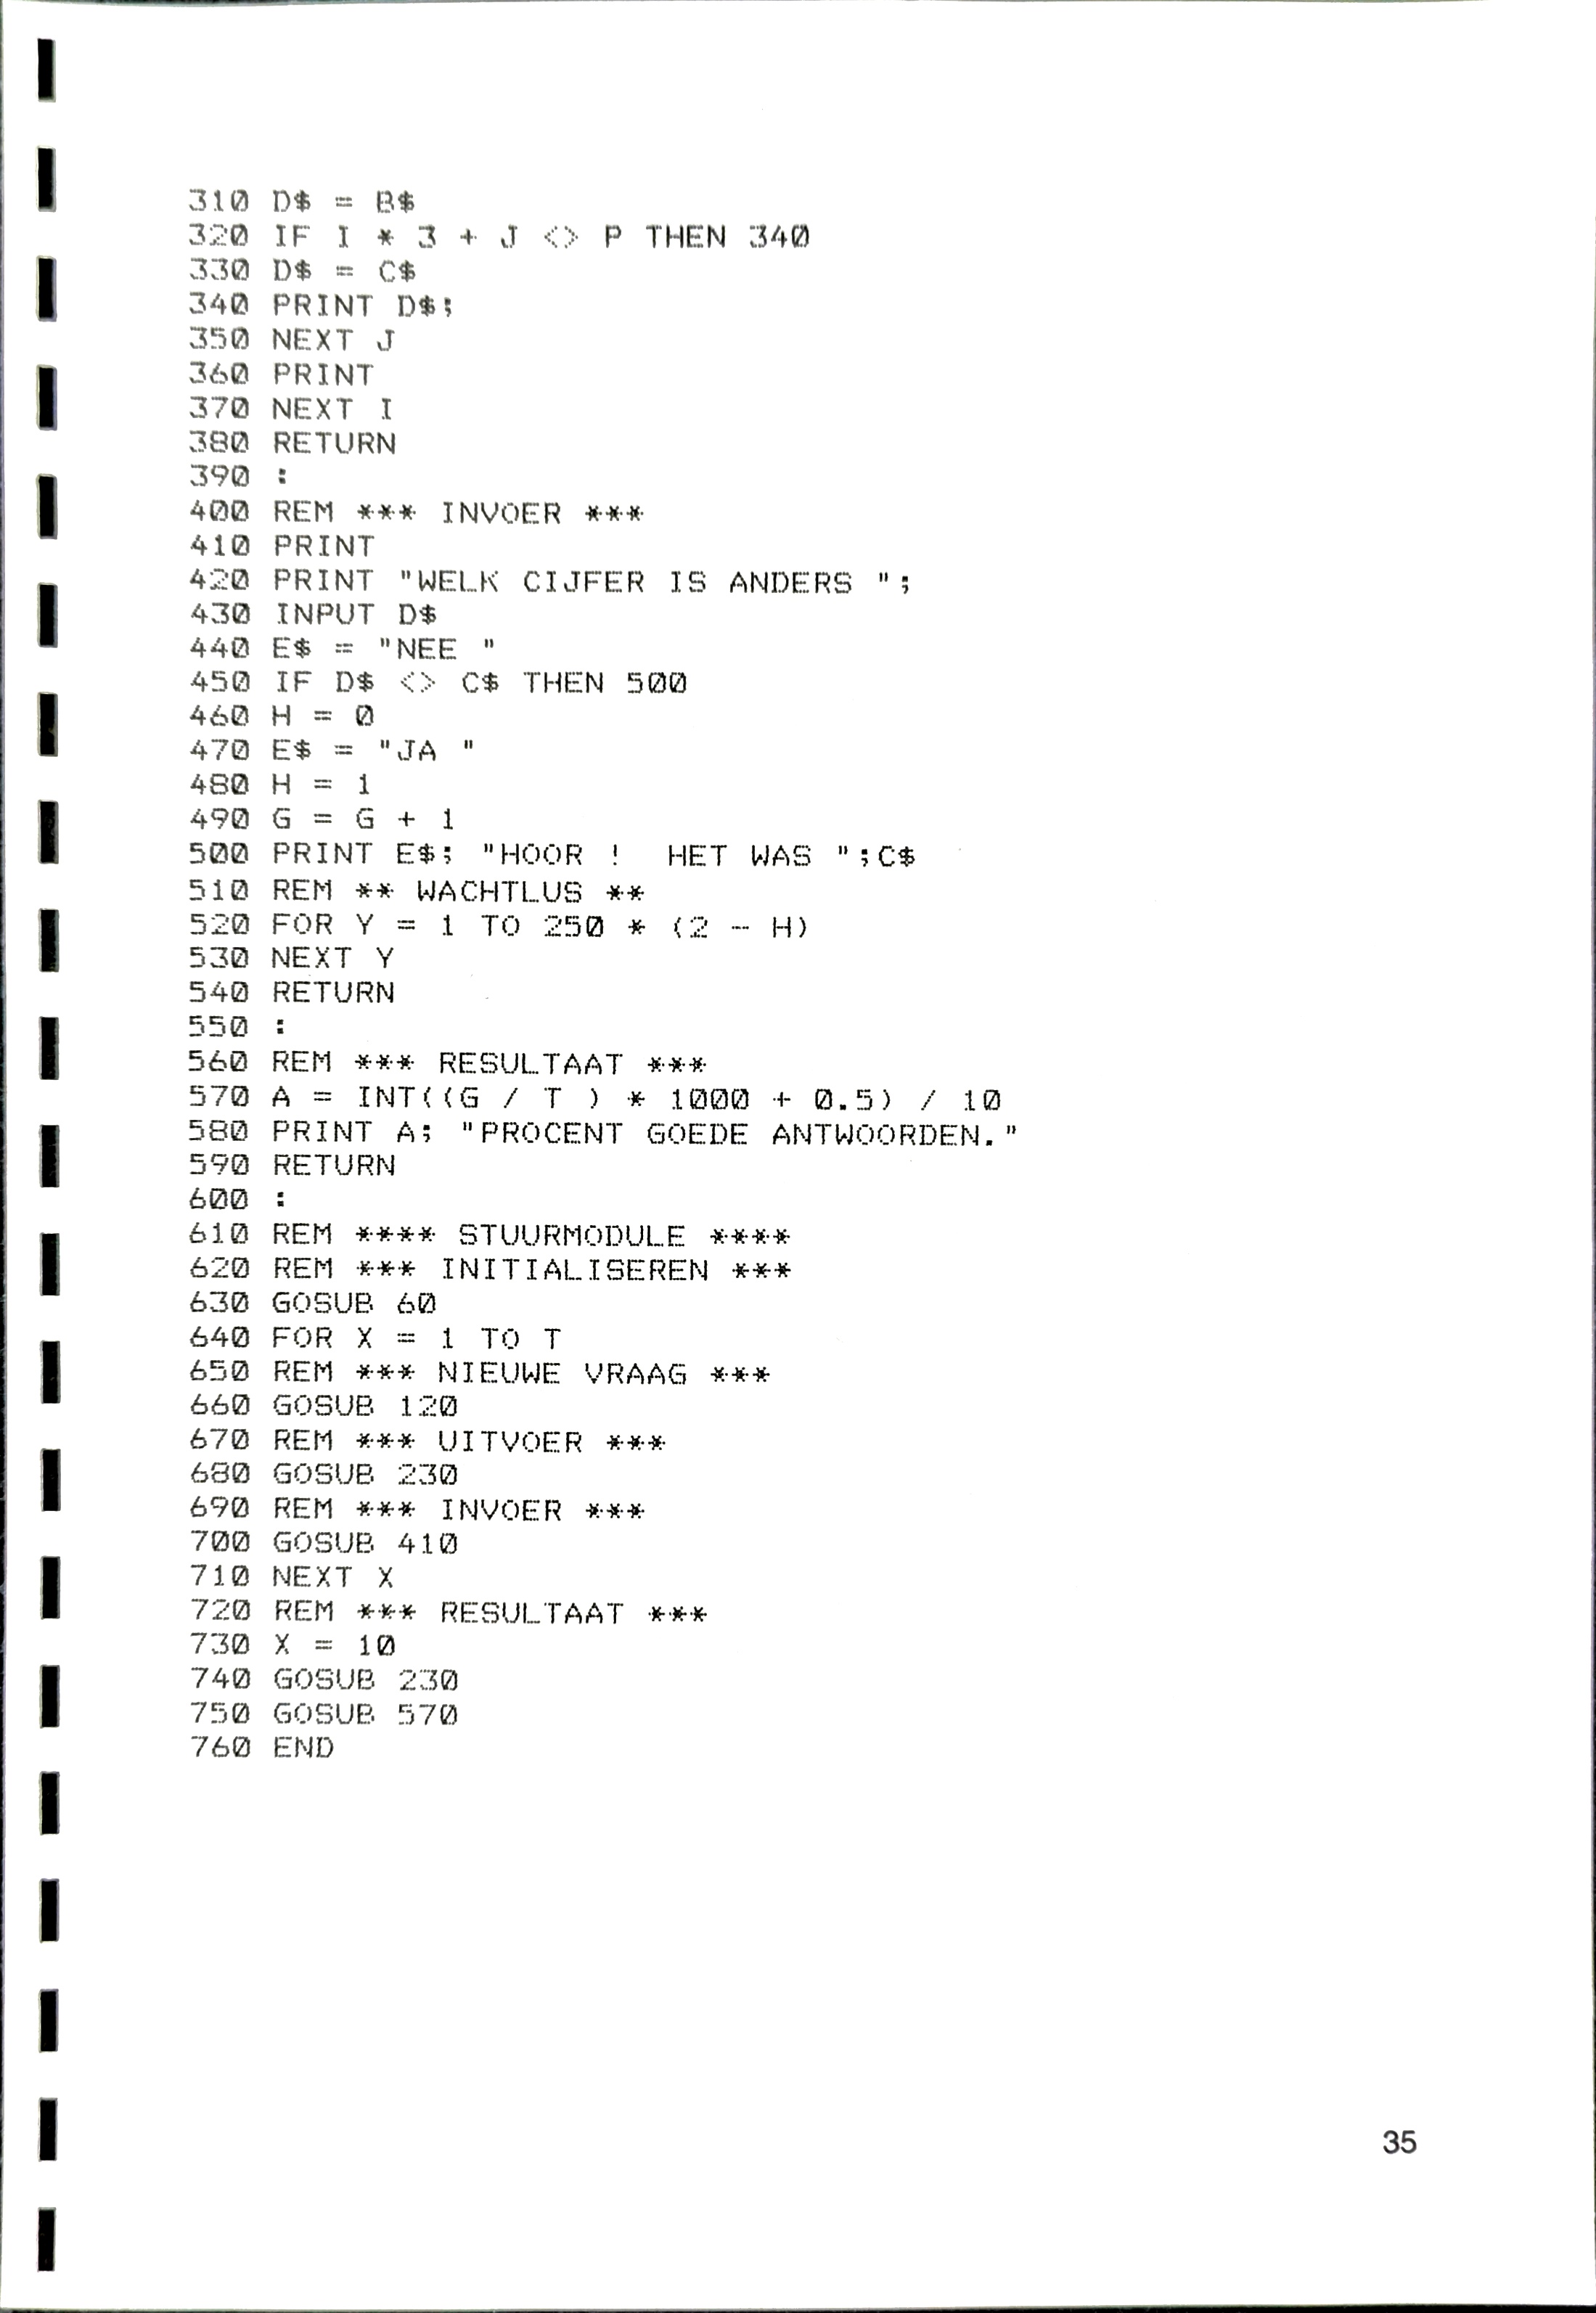 310 D$ = B$
320 IF I * 3 + J <> P THEN 340
330 D$ = C$
340 PRINT D$;
350 NEXT J
360 PRINT
370 NEXT I
380 RETURN
390 :
400 REM *** INVOER ***
410 PRINT
420 PRINT "WELK CIJFER IS ANDERS ";
430 INPUT D$
440 E$ = "NEE "
450 IF D$ <> C$ THEN 500
460 H = 0
470 E$ = "JA "
480 H = 1
490 G = G + 1
500 PRINT E$; "HOOR !  HET WAS ";C$
510 REM ** WACHTLUS **
520 FOR Y = 1 TO 250 * (2 - H)
530 NEXT Y
540 RETURN
550 :
560 REM *** RESULTAAT ***
570 A = INT((G / T ) * 1000 + 0.5) / 10
580 PRINT A; "PROCENT GOEDE ANTWOORDEN."
590 RETURN
600 :
610 REM **** STUURMODULE ****
620 REM *** INITIALISEREN ***
630 GOSUB 60
640 FOR X = 1 TO T
650 REM *** NIEUWE VRAAG ***
660 GOSUB 120
670 REM *** UITVOER ***
680 GOSUB 230
690 REM *** INVOER ***
700 GOSUB 410
710 NEXT X
720 REM *** RESULTAAT ***
730 X = 10
740 GOSUB 230
750 GOSUB 570
760 END
35